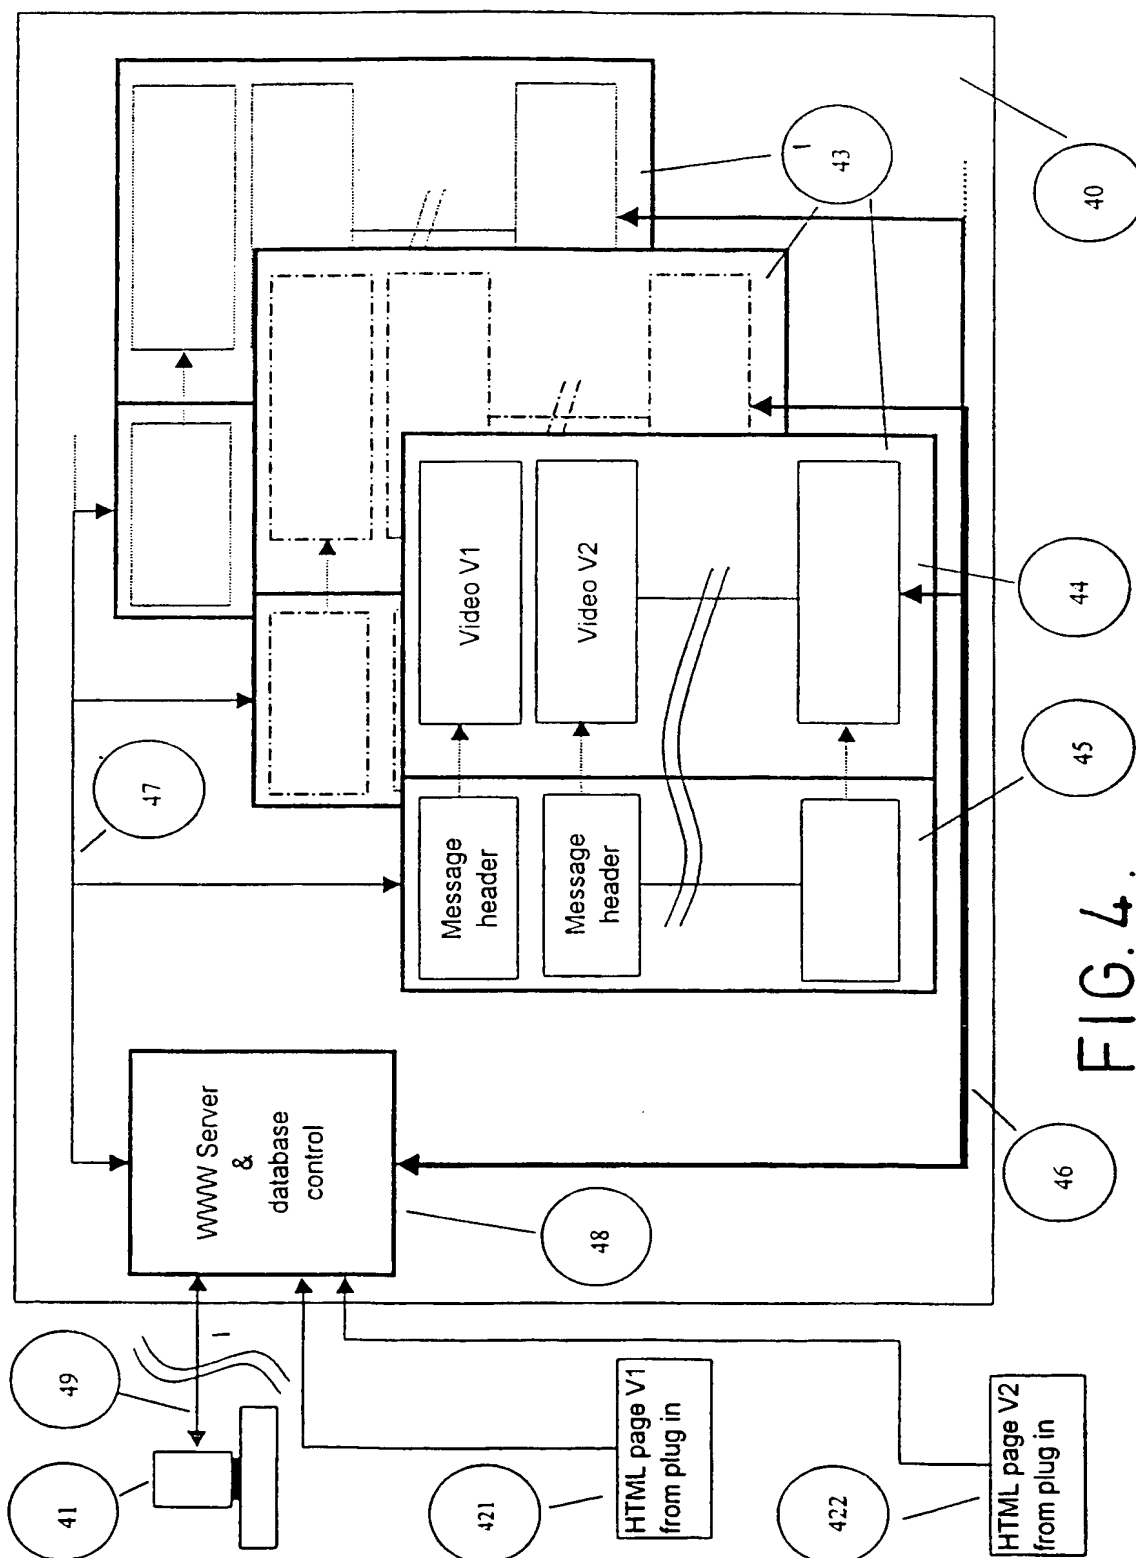 41
49
421
HTML page V1
from plug in
422
HTML page V2
from plug in
WWW Server
&
database
control
48
46
47
Message
header
Video V1
Message
header
Video V2
45
44
43
40
FIG. 4.